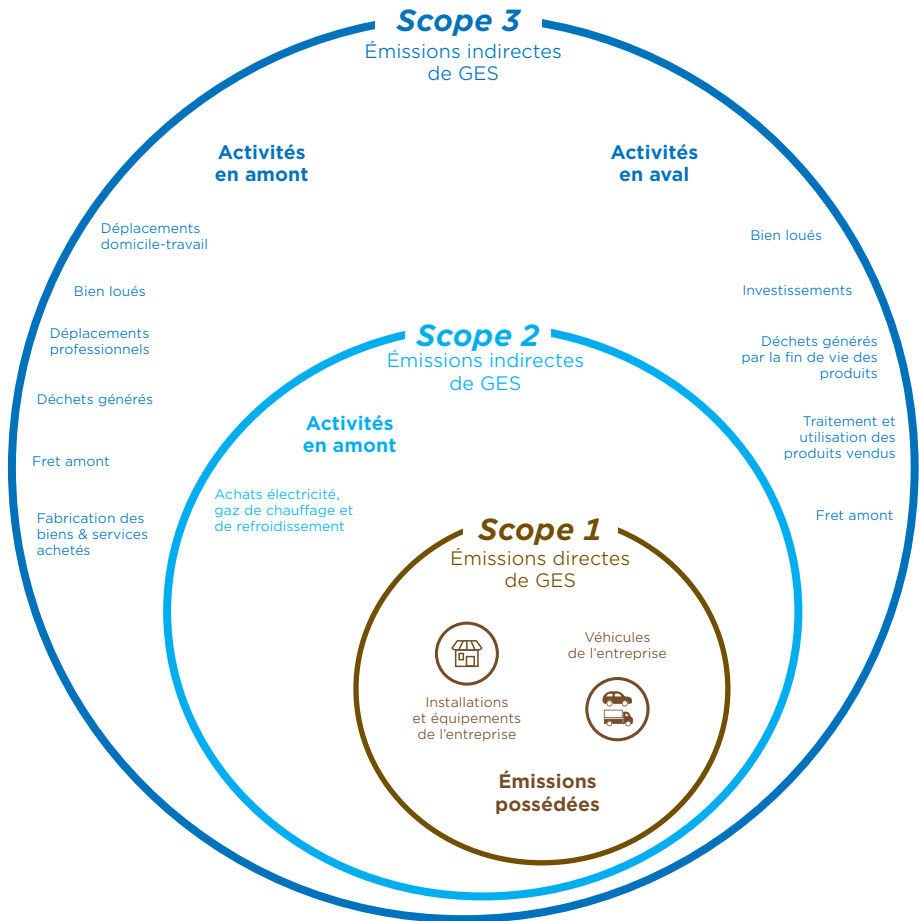 Scope 3
Émissions indirectes
de GES
Activités
en amont
Déplacements
domicile-travail
Bien loués
Déplacements
professionnels
Déchets générés
Fret amont
Fabrication des
biens & services
achetés
Activités
en aval
Bien loués
Investissements
Déchets générés
par la fin de vie des
produits
Traitement et
utilisation des
produits vendus
Fret amont
Scope 2
Émissions indirectes
de GES
Activités
en amont
Achats électricité,
gaz de chauffage et
de refroidissement
Scope 1
Émissions directes
de GES
Installations
et équipements
de l'entreprise
Véhicules
de l'entreprise
Émissions
possédées